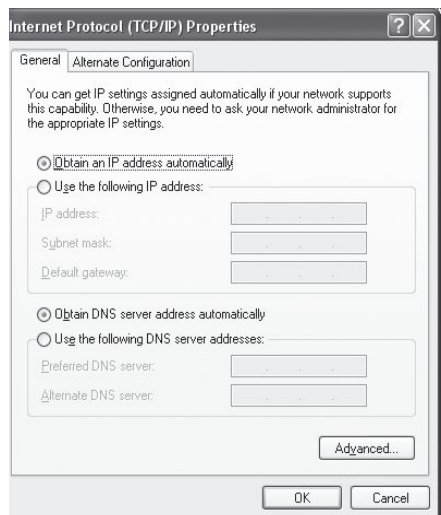 Internet Protocol (TCP/IP) Properties
General
Alternate Configuration
You can get IP settings assigned automatically if your network supports
this capability. Otherwise, you need to ask your network administrator for
the appropriate IP settings.
Obtain an IP address automatically
Use the following IP address:
IP address:
Subnet mask:
Default gateway:
Obtain DNS server address automatically
Use the following DNS server addresses:
Preferred DNS server:
Alternate DNS server:
Advanced...
OK
Cancel